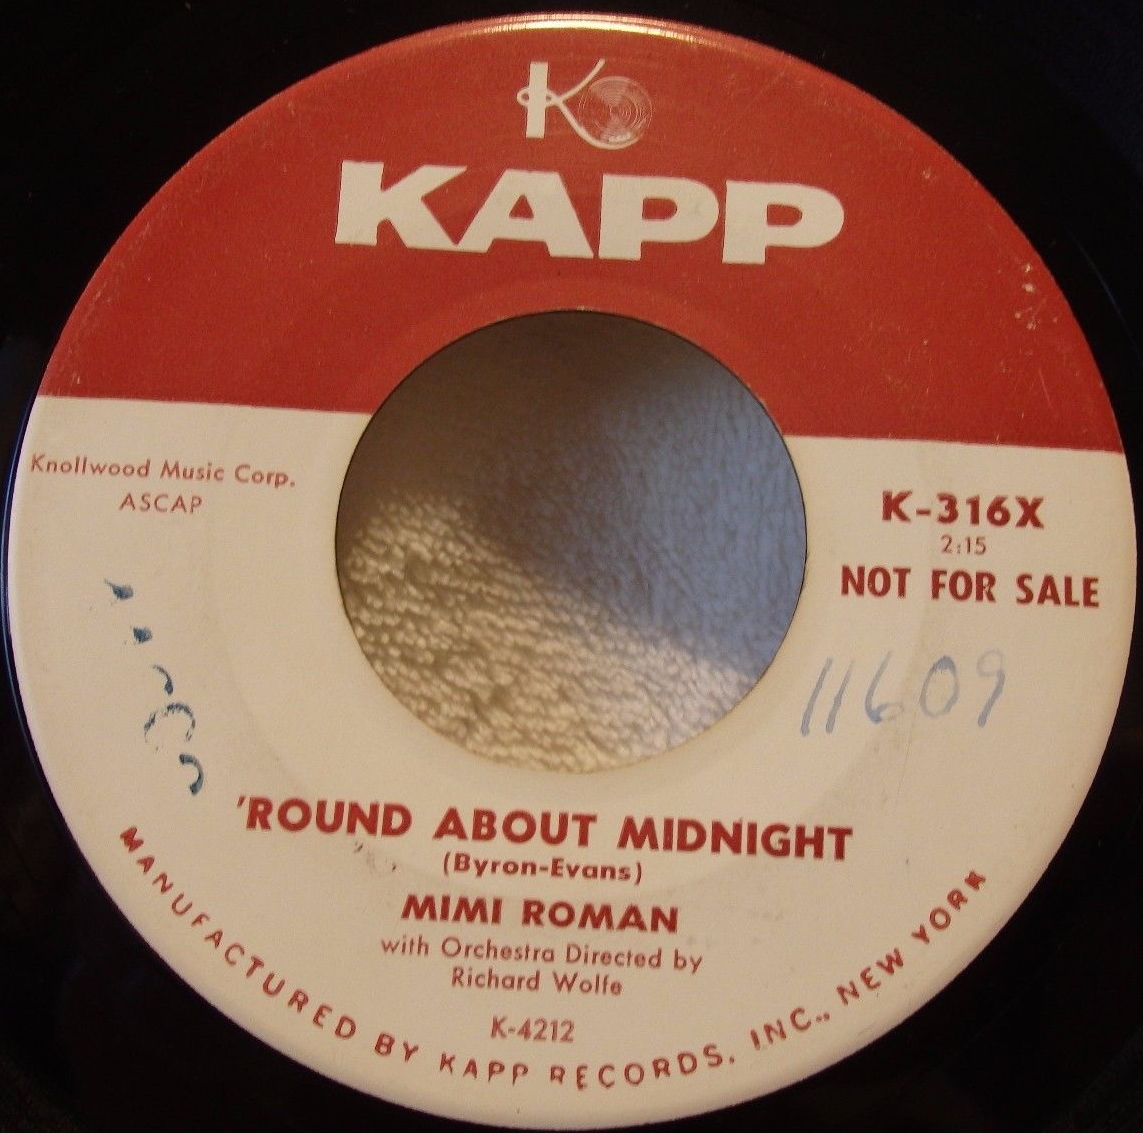 K
KAPP
Knollwood Music Corp.
ASCAP
K-316X
2:15
NOT FOR SALE
11609
'ROUND ABOUT MIDNIGHT
(Byron-Evans)
MIMI ROMAN
with Orchestra Directed by
Richard Wolfe
K-4212
MANUFACTURED BY KAPP RECORDS, INC., NEW YORK